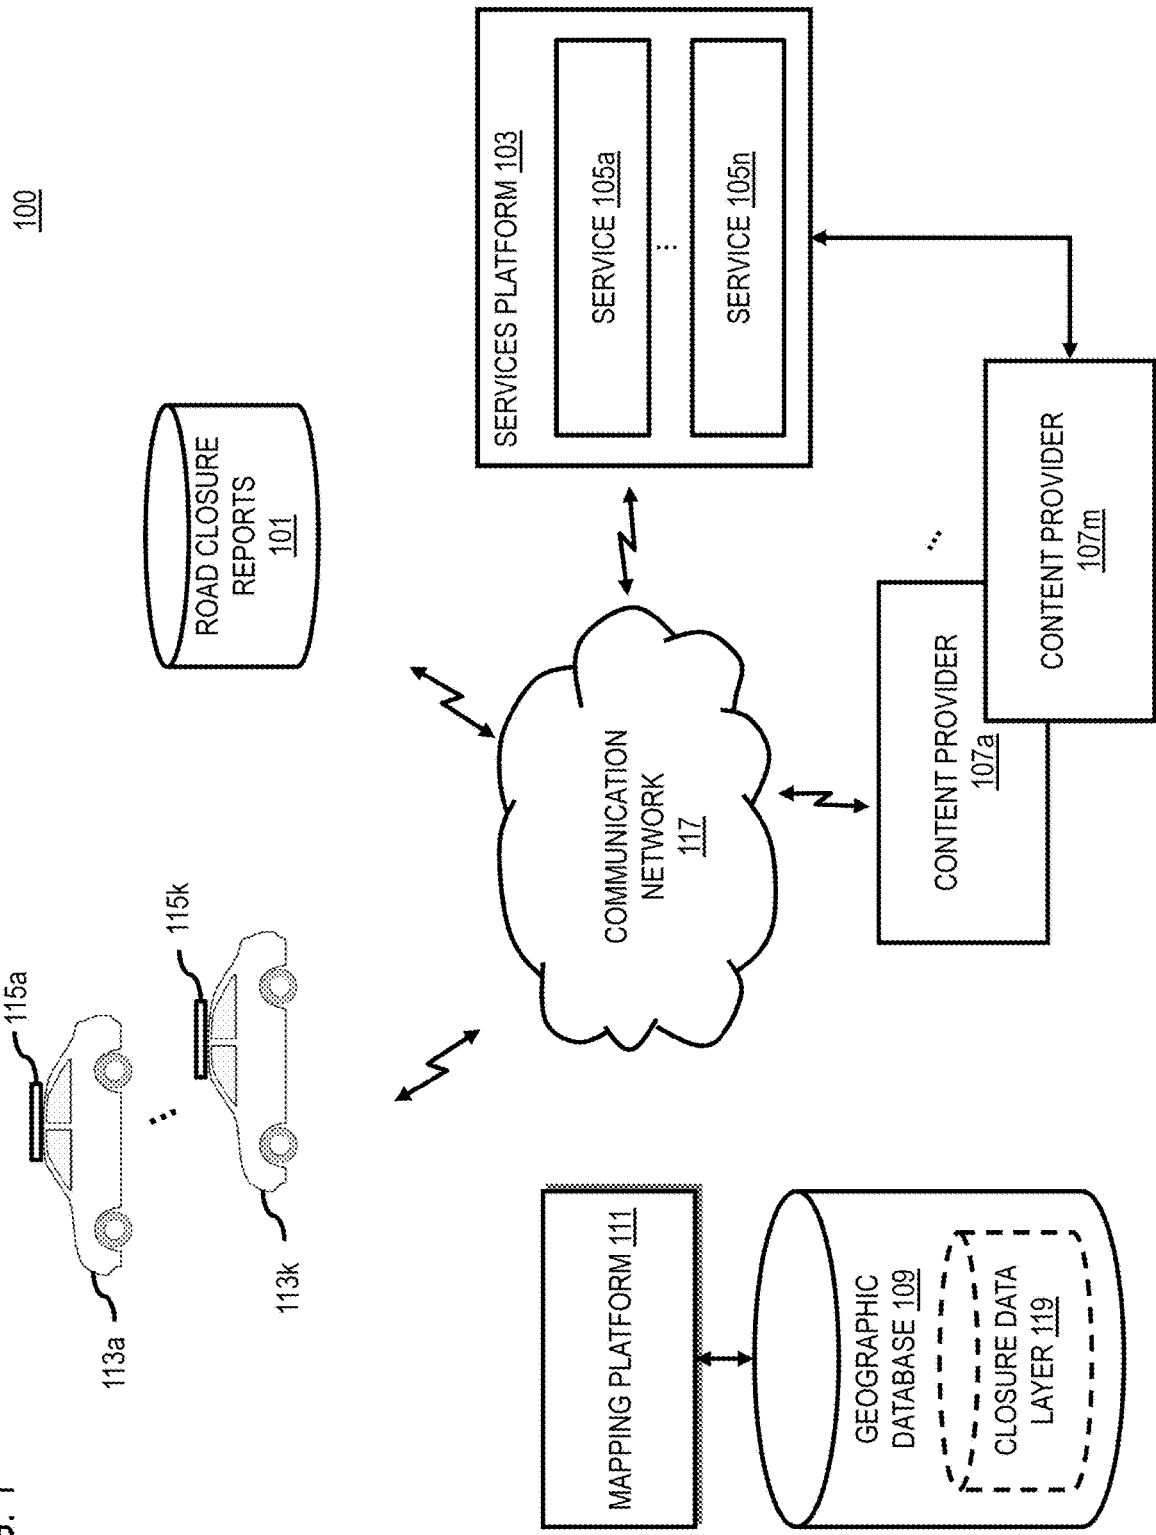 100
115a
113a
115k
113k
ROAD CLOSURE
REPORTS
101
SERVICES PLATFORM 103
SERVICE 105a
...
SERVICE 105n
MAPPING PLATFORM 111
COMMUNICATION
NETWORK
117
GEOGRAPHIC
DATABASE 109
CLOSURE DATA
LAYER 119
CONTENT PROVIDER
107a
...
CONTENT PROVIDER
107m